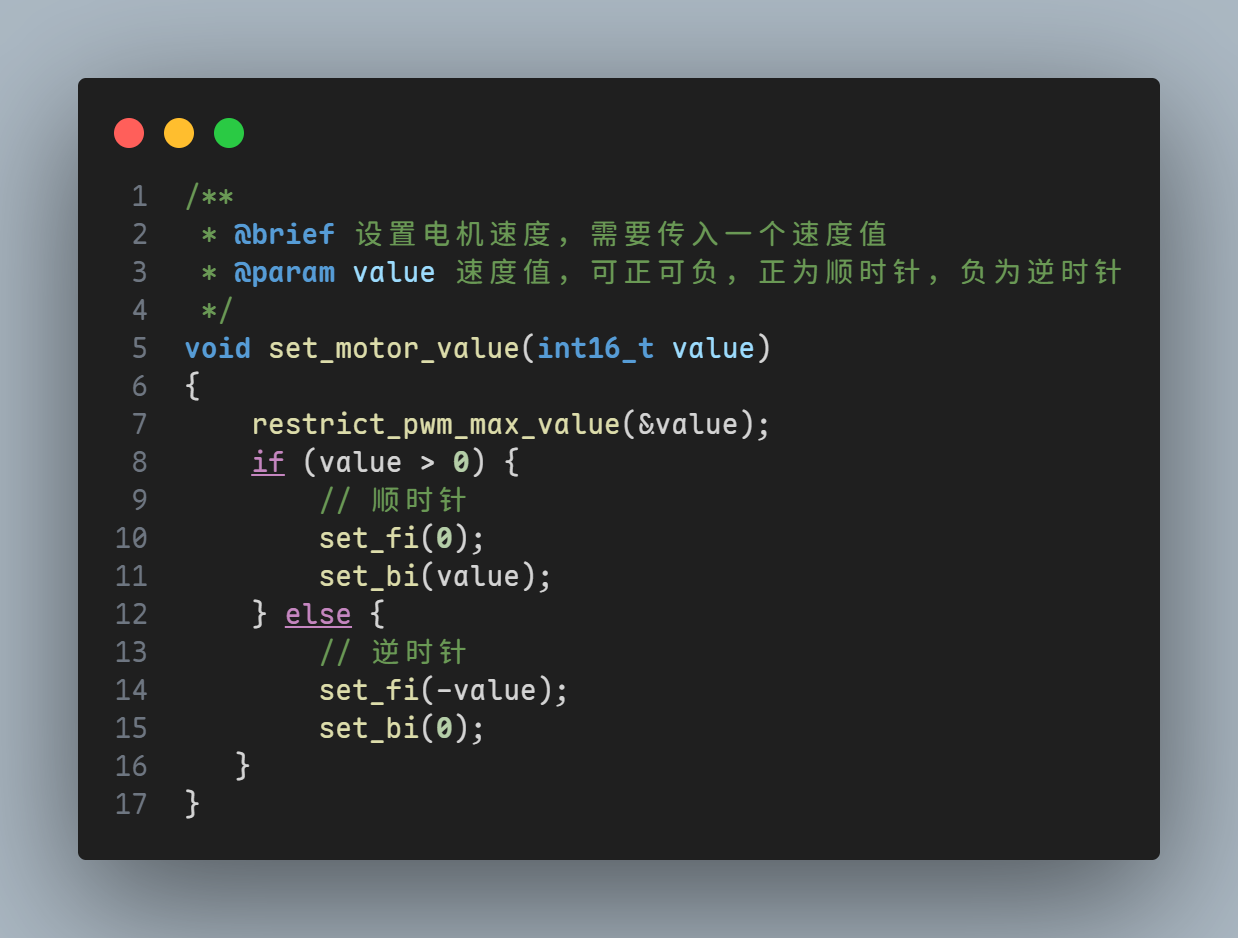 1 /**
2  * @brief 设置电机速度，需要传入一个速度值
3  * @param value 速度值，可正可负，正为顺时针，负为逆时针
4  */
5 void set_motor_value(int16_t value)
6 {
7     restrict_pwm_max_value(&value);
8     if (value > 0) {
9         // 顺时针
10         set_fi(0);
11         set_bi(value);
12     } else {
13         // 逆时针
14         set_fi(-value);
15         set_bi(0);
16    }
17 }